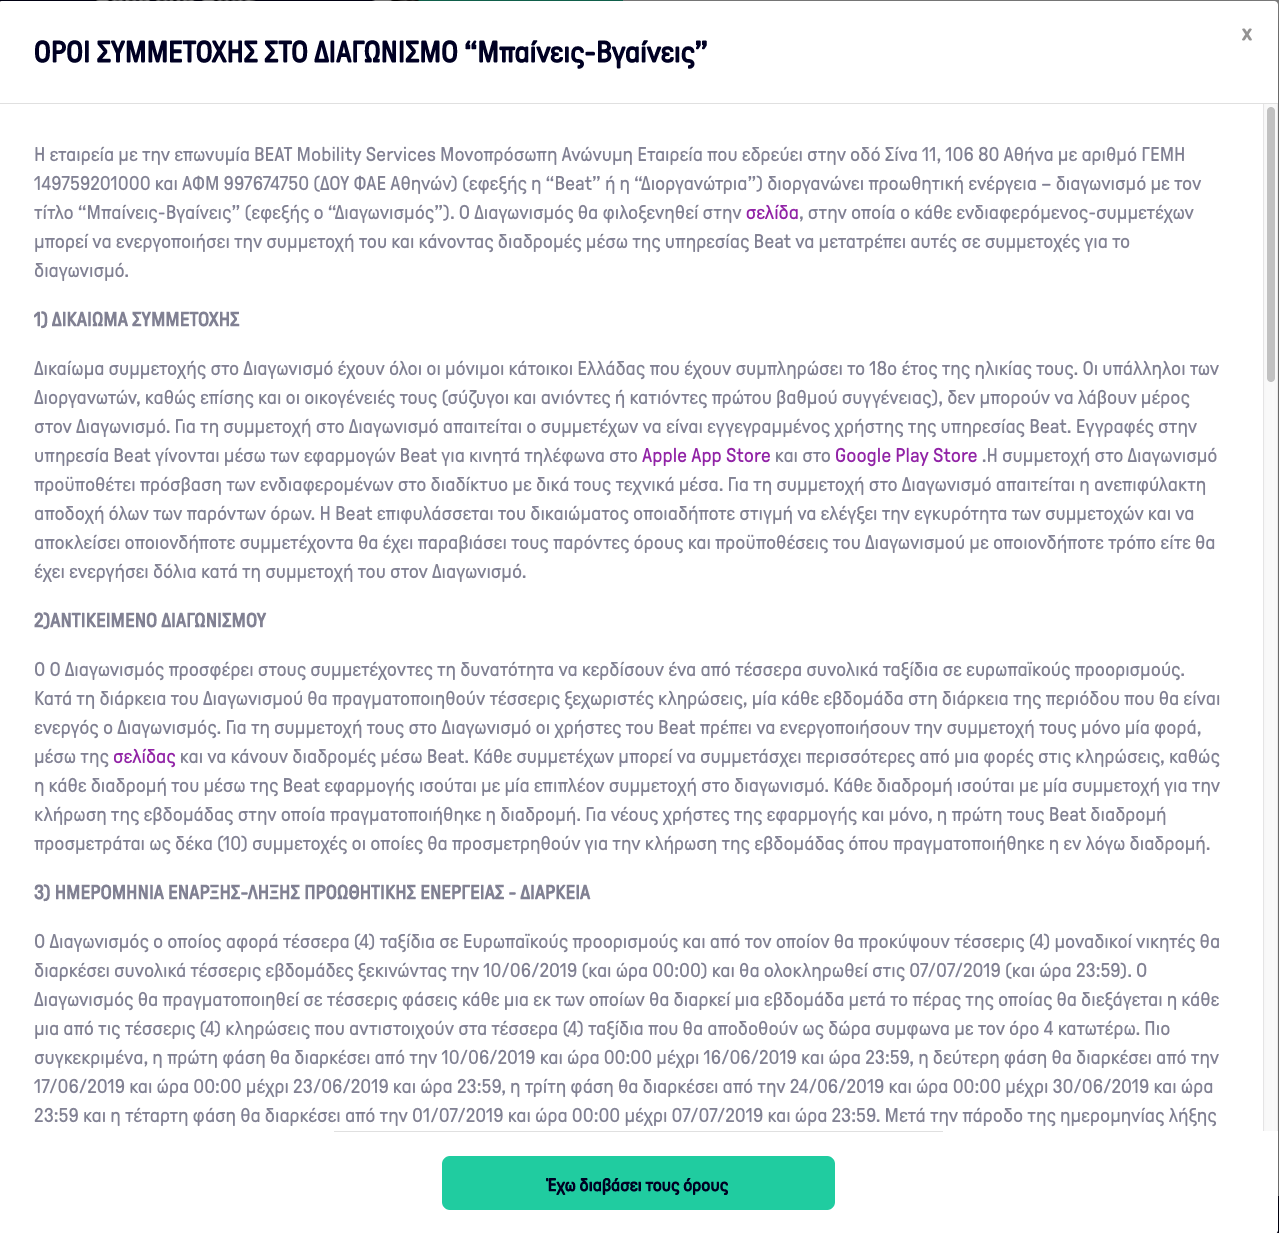 ΟΡΟΙ ΣΥΜΜΕΤΟΧΗΣ ΣΤΟ ΔΙΑΓΩΝΙΣΜΟ “Μπαίνεις-Βγαίνεις”
x
Η εταιρεία με την επωνυμία BEAT Mobility Services Μονοπρόσωπη Ανώνυμη Εταιρεία που εδρεύει στην οδό Σίνα 11, 106 80 Αθήνα με αριθμό ΓΕΜΗ
149759201000 και ΑΦΜ 997674750 (ΔΟΥ ΦΑΕ Αθηνών) (εφεξής η “Beat” ή η “Διοργανώτρια”) διοργανώνει προωθητική ενέργεια – διαγωνισμό με τον
τίτλο “Μπαίνεις-Βγαίνεις” (εφεξής ο “Διαγωνισμός”). Ο Διαγωνισμός θα φιλοξενηθεί στην σελίδα, στην οποία ο κάθε ενδιαφερόμενος-συμμετέχων
μπορεί να ενεργοποιήσει την συμμετοχή του και κάνοντας διαδρομές μέσω της υπηρεσίας Beat να μετατρέπει αυτές σε συμμετοχές για το
διαγωνισμό.
1) ΔΙΚΑΙΩΜΑ ΣΥΜΜΕΤΟΧΗΣ
Δικαίωμα συμμετοχής στο Διαγωνισμό έχουν όλοι οι μόνιμοι κάτοικοι Ελλάδας που έχουν συμπληρώσει το 18ο έτος της ηλικίας τους. Οι υπάλληλοι των
Διοργανωτών, καθώς επίσης και οι οικογένειές τους (σύζυγοι και ανιόντες ή κατιόντες πρώτου βαθμού συγγένειας), δεν μπορούν να λάβουν μέρος
στον Διαγωνισμό. Για τη συμμετοχή στο Διαγωνισμό απαιτείται ο συμμετέχων να είναι εγγεγραμμένος χρήστης της υπηρεσίας Beat. Εγγραφές στην
υπηρεσία Beat γίνονται μέσω των εφαρμογών Beat για κινητά τηλέφωνα στο Apple App Store και στο Google Play Store .Η συμμετοχή στο Διαγωνισμό
προϋποθέτει πρόσβαση των ενδιαφερομένων στο διαδίκτυο με δικά τους τεχνικά μέσα. Για τη συμμετοχή στο Διαγωνισμό απαιτείται η ανεπιφύλακτη
αποδοχή όλων των παρόντων όρων. Η Beat επιφυλάσσεται του δικαιώματος οποιαδήποτε στιγμή να ελέγξει την εγκυρότητα των συμμετοχών και να
αποκλείσει οποιονδήποτε συμμετέχοντα θα έχει παραβιάσει τους παρόντες όρους και προϋποθέσεις του Διαγωνισμού με οποιονδήποτε τρόπο είτε θα
έχει ενεργήσει δόλια κατά τη συμμετοχή του στον Διαγωνισμό.
2)ΑΝΤΙΚΕΙΜΕΝΟ ΔΙΑΓΩΝΙΣΜΟΥ
Ο Ο Διαγωνισμός προσφέρει στους συμμετέχοντες τη δυνατότητα να κερδίσουν ένα από τέσσερα συνολικά ταξίδια σε ευρωπαϊκούς προορισμούς.
Κατά τη διάρκεια του Διαγωνισμού θα πραγματοποιηθούν τέσσερις ξεχωριστές κληρώσεις, μία κάθε εβδομάδα στη διάρκεια της περιόδου που θα είναι
ενεργός ο Διαγωνισμός. Για τη συμμετοχή τους στο Διαγωνισμό οι χρήστες του Beat πρέπει να ενεργοποιήσουν την συμμετοχή τους μόνο μία φορά,
μέσω της σελίδας και να κάνουν διαδρομές μέσω Beat. Κάθε συμμετέχων μπορεί να συμμετάσχει περισσότερες από μια φορές στις κληρώσεις, καθώς
η κάθε διαδρομή του μέσω της Beat εφαρμογής ισούται με μία επιπλέον συμμετοχή στο διαγωνισμό. Κάθε διαδρομή ισούται με μία συμμετοχή για την
κλήρωση της εβδομάδας στην οποία πραγματοποιήθηκε η διαδρομή. Για νέους χρήστες της εφαρμογής και μόνο, η πρώτη τους Beat διαδρομή
προσμετράται ως δέκα (10) συμμετοχές οι οποίες θα προσμετρηθούν για την κλήρωση της εβδομάδας όπου πραγματοποιήθηκε η εν λόγω διαδρομή.
3) ΗΜΕΡΟΜΗΝΙΑ ΕΝΑΡΞΗΣ-ΛΗΞΗΣ ΠΡΟΩΘΗΤΙΚΗΣ ΕΝΕΡΓΕΙΑΣ - ΔΙΑΡΚΕΙΑ
Ο Διαγωνισμός ο οποίος αφορά τέσσερα (4) ταξίδια σε Ευρωπαϊκούς προορισμούς και από τον οποίον θα προκύψουν τέσσερις (4) μοναδικοί νικητές θα
διαρκέσει συνολικά τέσσερις εβδομάδες ξεκινώντας την 10/06/2019 (και ώρα 00:00) και θα ολοκληρωθεί στις 07/07/2019 (και ώρα 23:59). Ο
Διαγωνισμός θα πραγματοποιηθεί σε τέσσερις φάσεις κάθε μια εκ των οποίων θα διαρκεί μια εβδομάδα μετά το πέρας της οποίας θα διεξάγεται η κάθε
μια από τις τέσσερις (4) κληρώσεις που αντιστοιχούν στα τέσσερα (4) ταξίδια που θα αποδοθούν ως δώρα συμφωνα με τον όρο 4 κατωτέρω. Πιο
συγκεκριμένα, η πρώτη φάση θα διαρκέσει από την 10/06/2019 και ώρα 00:00 μέχρι 16/06/2019 και ώρα 23:59, η δεύτερη φάση θα διαρκέσει από την
17/06/2019 και ώρα 00:00 μέχρι 23/06/2019 και ώρα 23:59, η τρίτη φάση θα διαρκέσει από την 24/06/2019 και ώρα 00:00 μέχρι 30/06/2019 και ώρα
23:59 και η τέταρτη φάση θα διαρκέσει από την 01/07/2019 και ώρα 00:00 μέχρι 07/07/2019 και ώρα 23:59. Μετά την πάροδο της ημερομηνίας λήξης
Έχω διαβάσει τους όρους